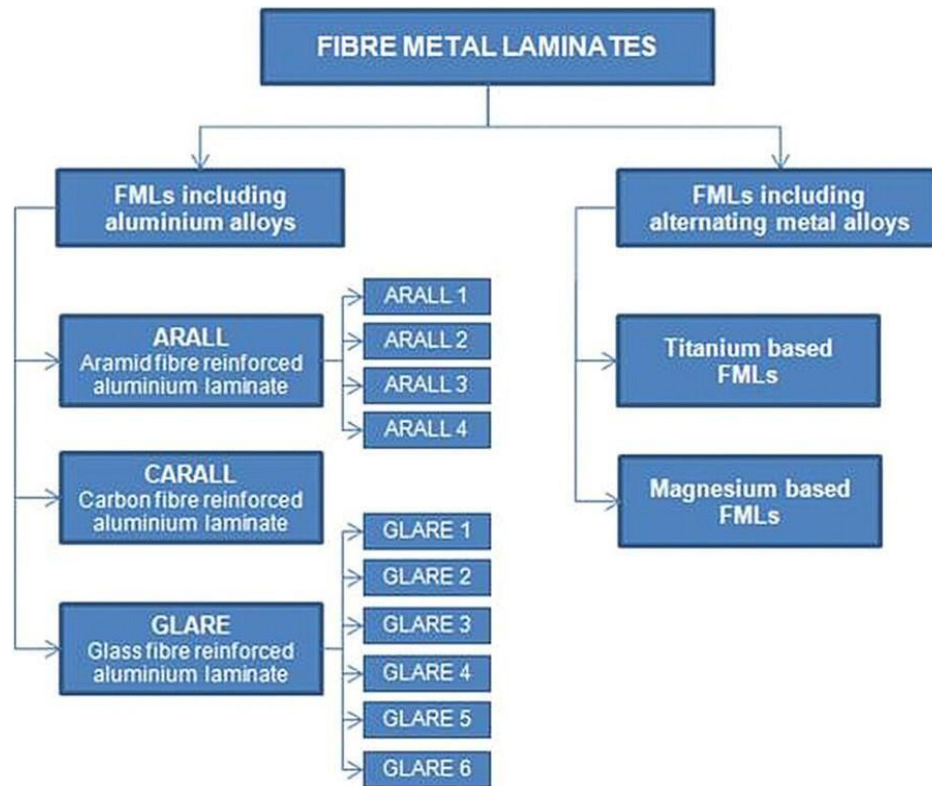 FIBRE METAL LAMINATES
FMLs including
aluminium alloys
FMLs including
alternating metal alloys
ARALL
Aramid fibre reinforced
aluminium laminate
ARALL 1
ARALL 2
ARALL 3
ARALL 4
CARALL
Carbon fibre reinforced
aluminium laminate
GLARE
Glass fibre reinforced
aluminium laminate
GLARE 1
GLARE 2
GLARE 3
GLARE 4
GLARE 5
GLARE 6
Titanium based
FMLs
Magnesium based
FMLs